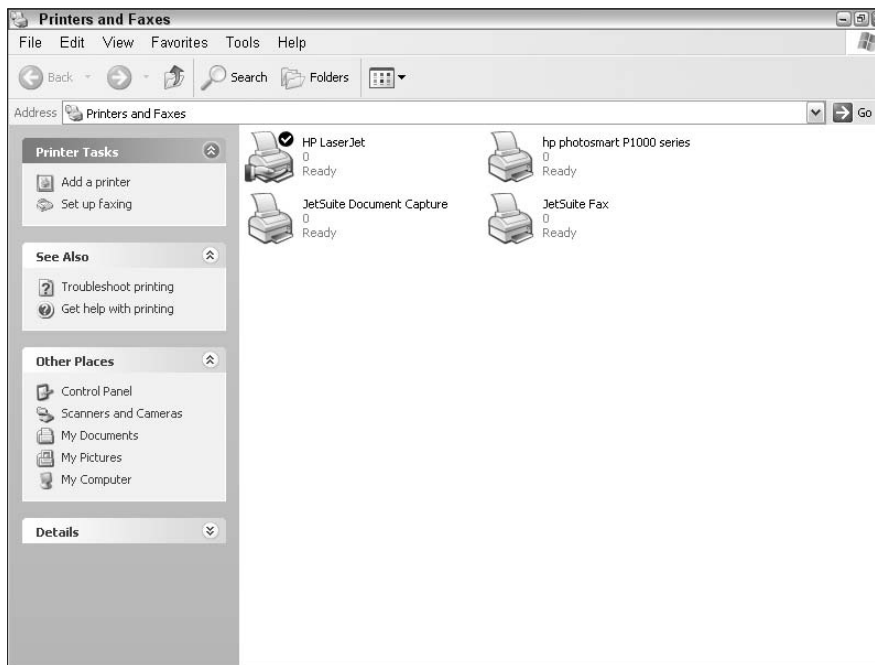 Printers and Faxes
File Edit View Favorites Tools Help
Back Search Folders
Address Printers and Faxes Go
Printer Tasks
Add a printer
Set up faxing
See Also
Troubleshoot printing
Get help with printing
Other Places
Control Panel
Scanners and Cameras
My Documents
My Pictures
My Computer
Details
HP LaserJet
0
Ready
hp photosmart P1000 series
0
Ready
JetSuite Document Capture
0
Ready
JetSuite Fax
0
Ready